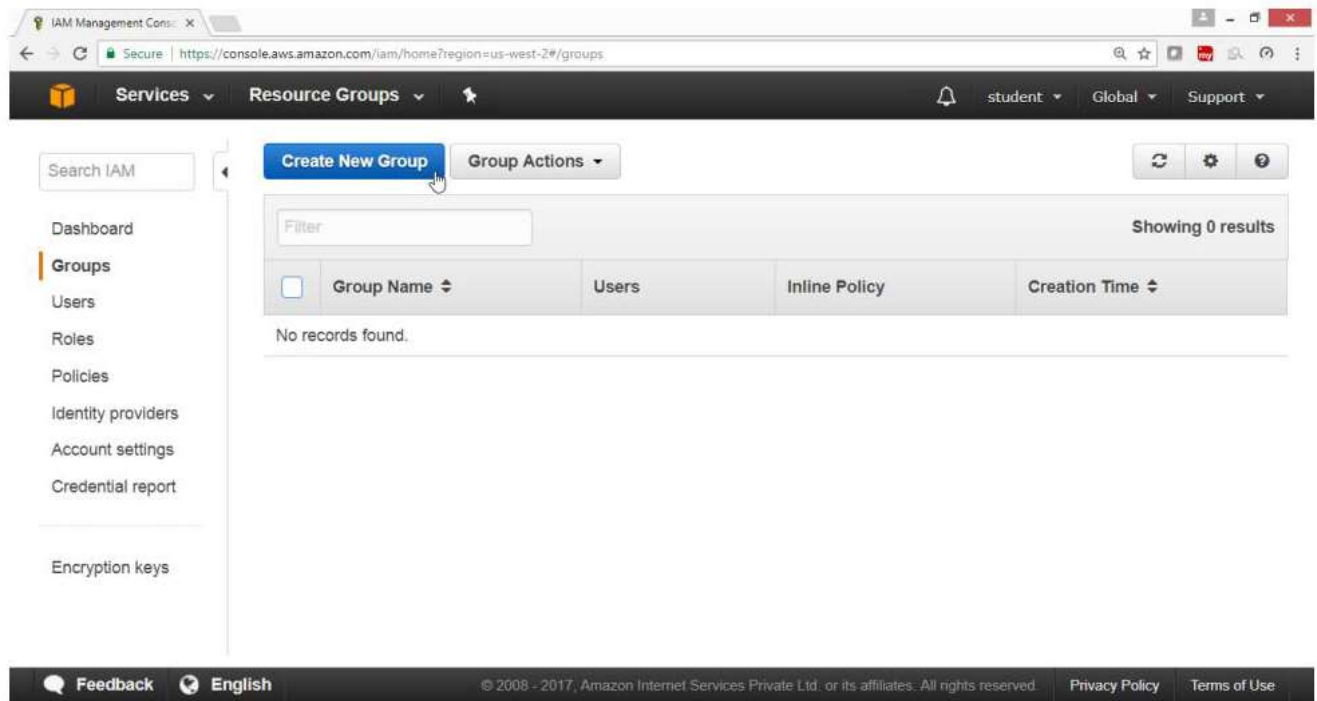 IAM Management Cons
Secure | https://console.aws.amazon.com/iam/home?region=us-west-2#/groups
Services Resource Groups student Global Support
Search IAM
Create New Group Group Actions
Dashboard
Groups
Users
Roles
Policies
Identity providers
Account settings
Credential report
Encryption keys
Filter Showing 0 results
Group Name Users Inline Policy Creation Time
No records found.
Feedback English © 2008 - 2017, Amazon Internet Services Private Ltd. or its affiliates. All rights reserved. Privacy Policy Terms of Use